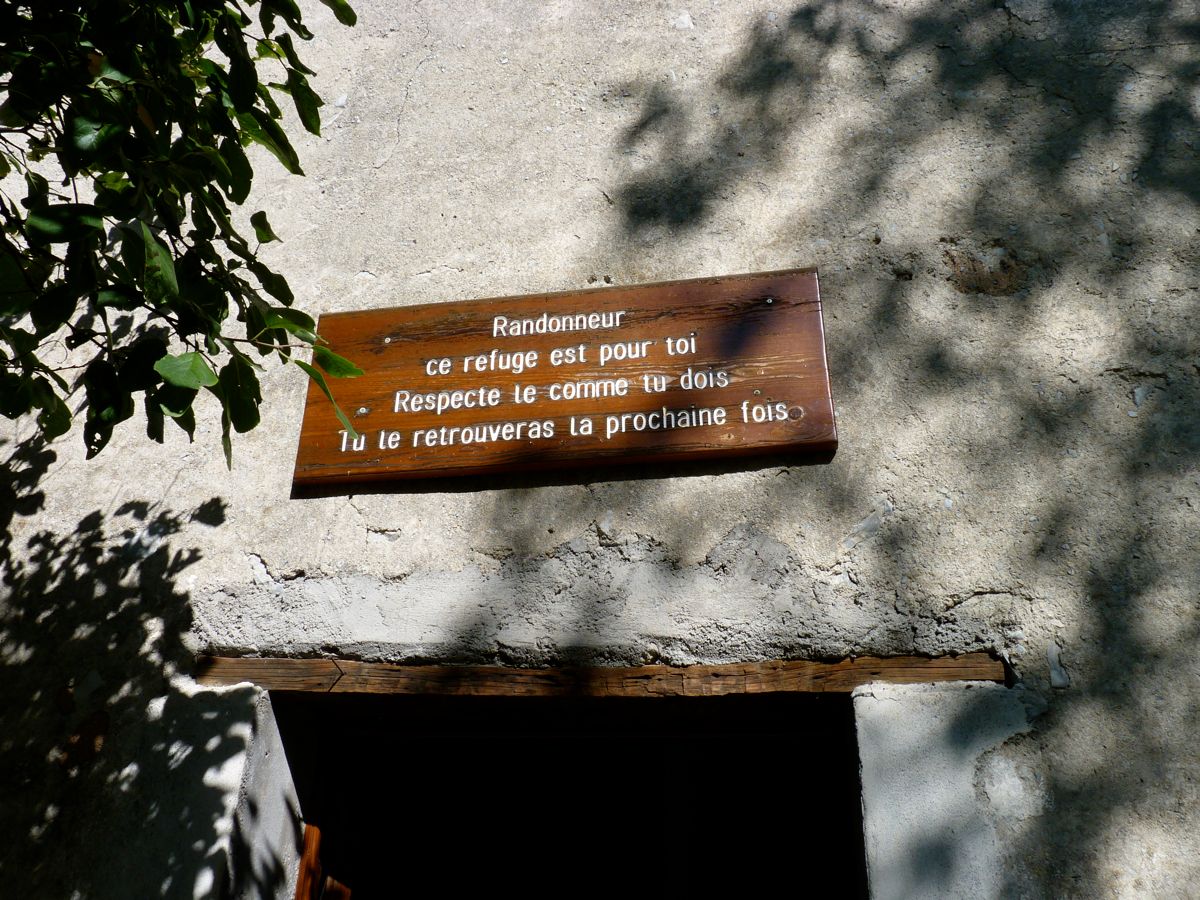 Randonneur
ce refuge est pour toi
Respecte le comme tu dois
Tu le retrouveras la prochaine fois